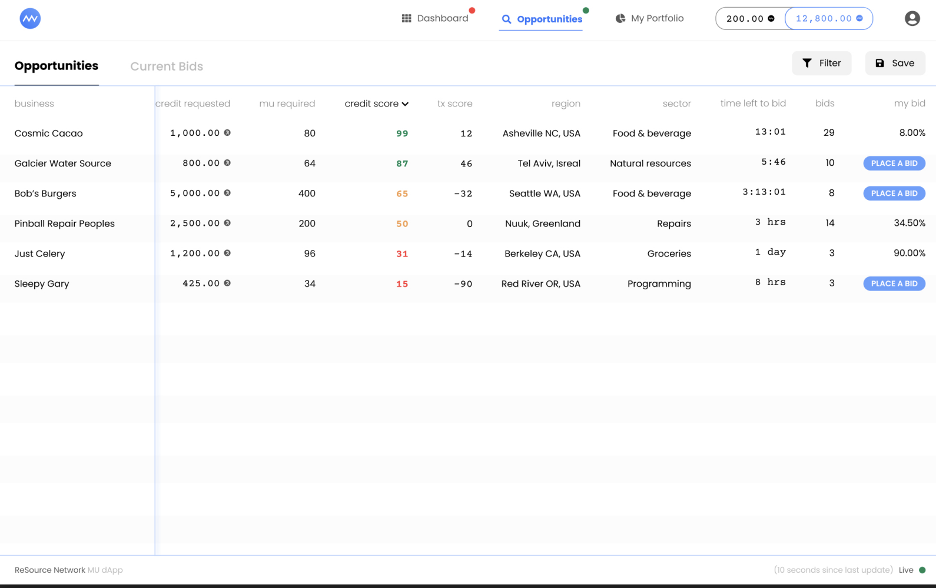 Dashboard Opportunities My Portfolio 200.00 12,800.00
Opportunities Current Bids Filter Save
business credit requested mu required credit score tx score region sector time left to bid bids my bid
Cosmic Cacao 1,000.00 80 99 12 Asheville NC, USA Food & beverage 13:01 29 8.00%
Galcier Water Source 800.00 64 87 46 Tel Aviv, Isreal Natural resources 5:46 10 PLACE A BID
Bob's Burgers 5,000.00 400 65 -32 Seattle WA, USA Food & beverage 3:13:01 8 PLACE A BID
Pinball Repair Peoples 2,500.00 200 50 0 Nuuk, Greenland Repairs 3 hrs 14 34.50%
Just Celery 1,200.00 96 31 -14 Berkeley CA, USA Groceries 1 day 3 90.00%
Sleepy Gary 425.00 34 15 -90 Red River OR, USA Programming 8 hrs 3 PLACE A BID
ReSource Network MU dApp (10 seconds since last update) Live